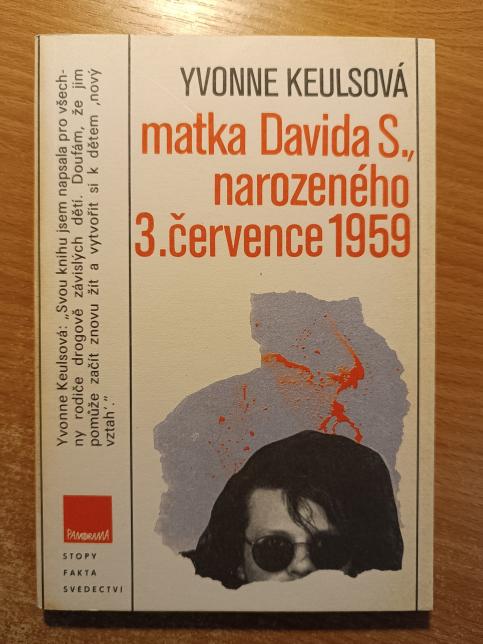 YVONNE KEULSOVÁ
matka Davida S.,
narozeného
3. července 1959
Yvonne Keulsová: „Svou knihu jsem napsala pro všech-
ny rodiče drogově závislých dětí. Doufám, že jim
pomůže začít znovu žít a vytvořit si k dětem ‚nový
vztah‘.“
PANORAMA
STOPY
FAKTA
SVĚDECTVÍ